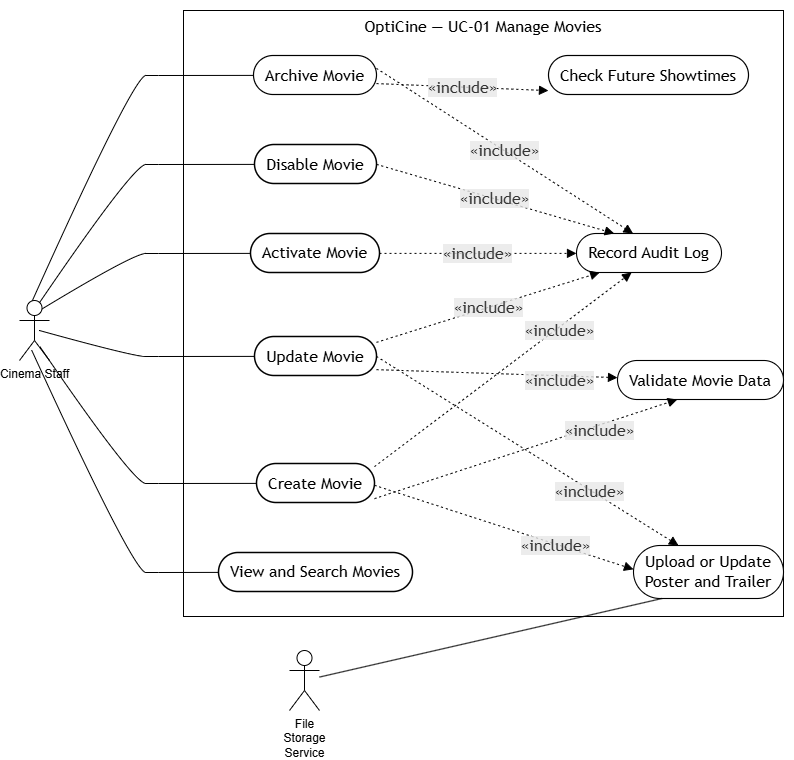 OptiCine — UC-01 Manage Movies
Archive Movie
«include»
Check Future Showtimes
«include»
Disable Movie
«include»
Activate Movie
«include»
Record Audit Log
«include»
«include»
Update Movie
«include»
Validate Movie Data
Cinema Staff
«include»
Create Movie
«include»
«include»
View and Search Movies
Upload or Update
Poster and Trailer
File
Storage
Service